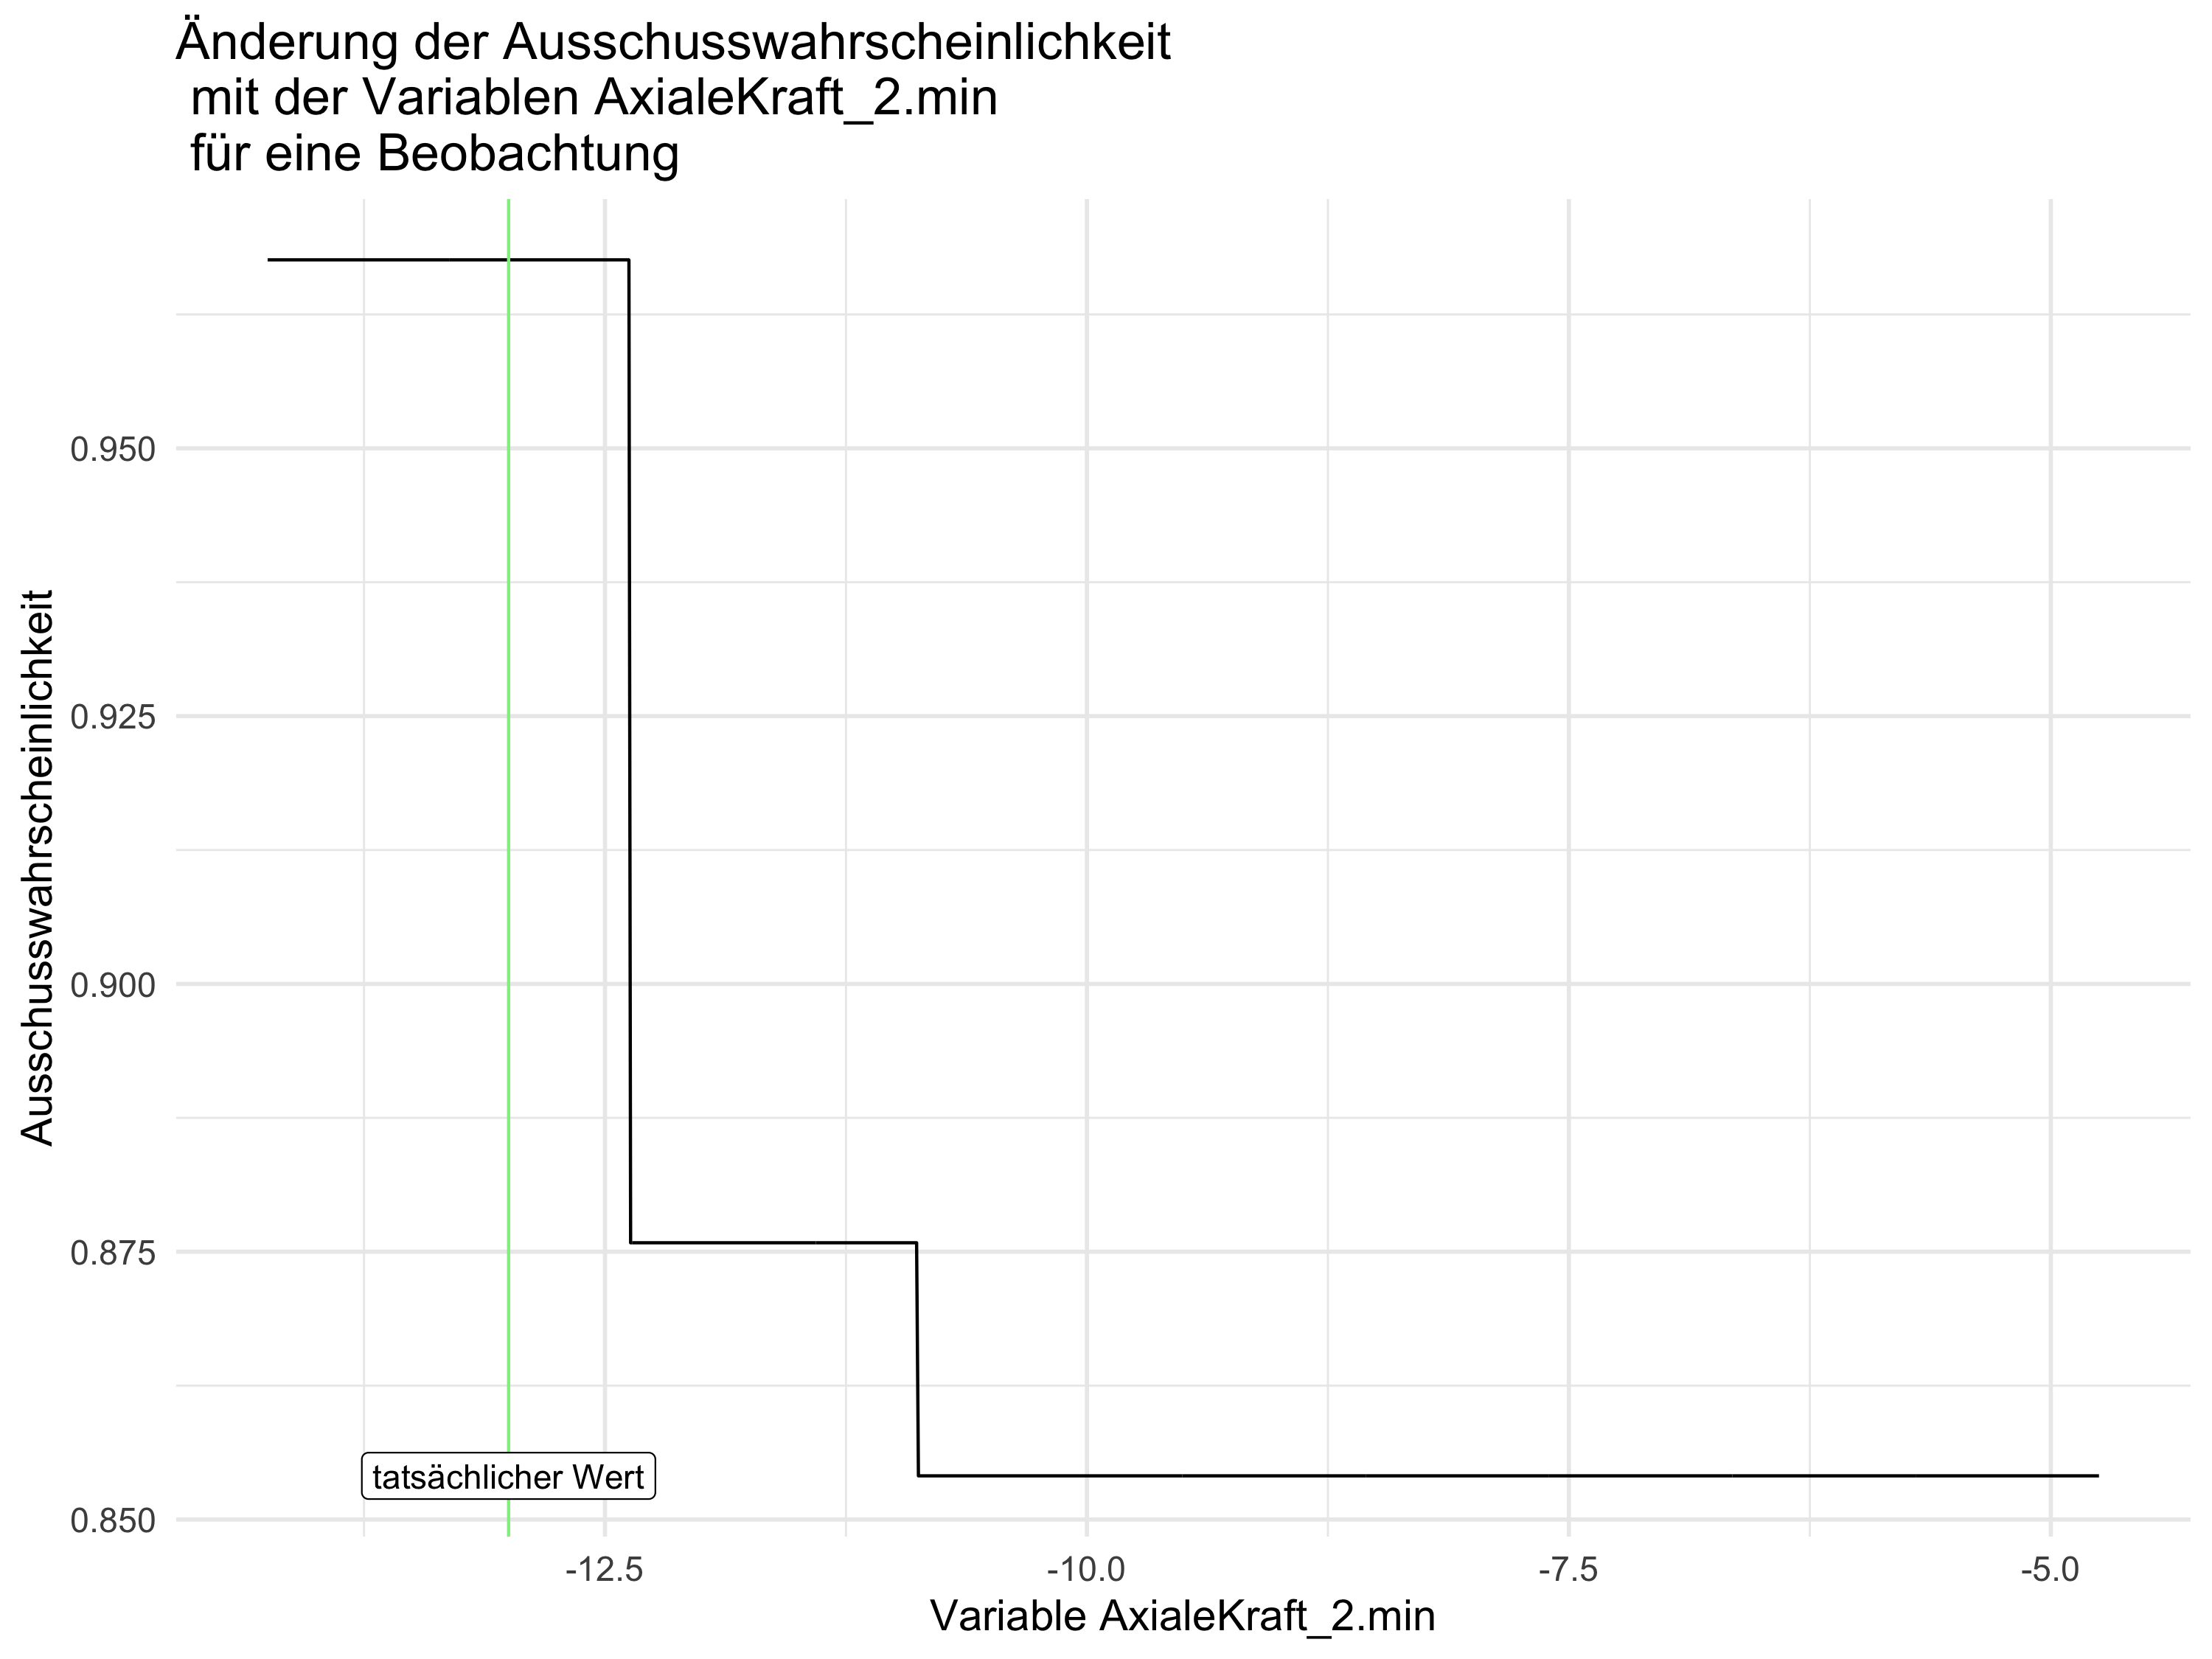 Änderung der Ausschusswahrscheinlichkeit
mit der Variablen AxialeKraft_2.min
für eine Beobachtung
Ausschusswahrscheinlichkeit
0.950
0.925
0.900
0.875
0.850
tatsächlicher Wert
-12.5
-10.0
-7.5
-5.0
Variable AxialeKraft_2.min